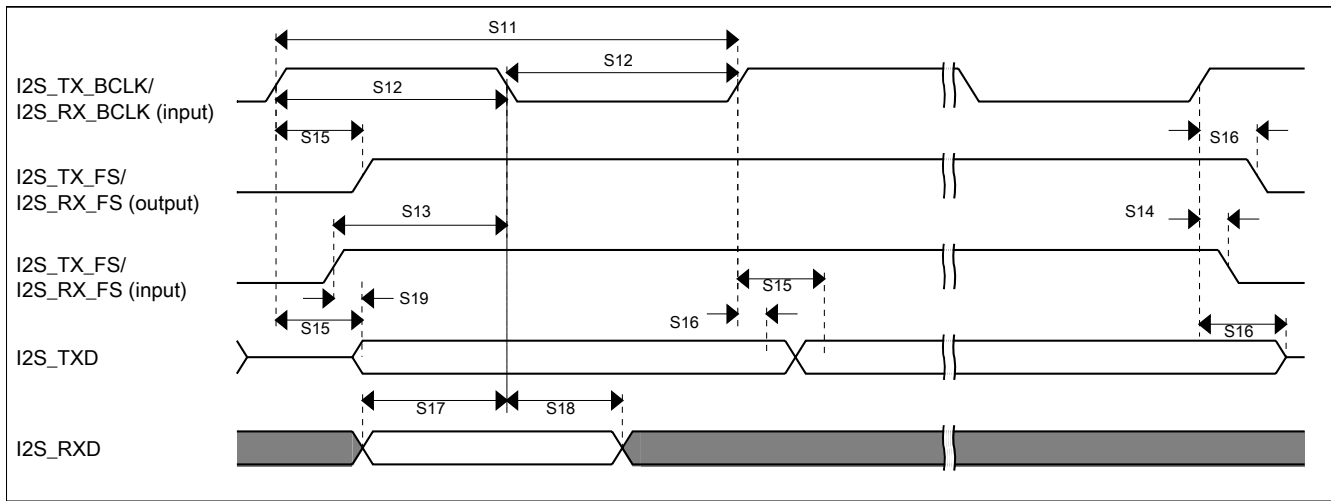 S11
I2S_TX_BCLK/
I2S_RX_BCLK (input)
S12
S12
S15
S16
I2S_TX_FS/
I2S_RX_FS (output)
S13
S14
I2S_TX_FS/
I2S_RX_FS (input)
S19
S15
S15
S16
S16
I2S_TXD
S17
S18
I2S_RXD